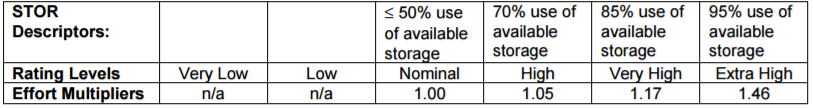 STOR Descriptors: ≤ 50% use of available storage 70% use of available storage 85% use of available storage 95% use of available storage
Rating Levels Very Low Low Nominal High Very High Extra High
Effort Multipliers n/a n/a 1.00 1.05 1.17 1.46